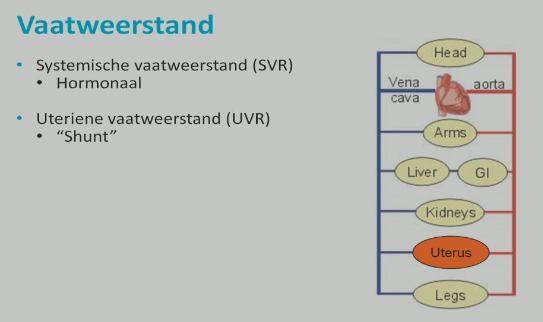 Vaatweerstand
• Systemische vaatweerstand (SVR)
• Hormonaal
• Uteriene vaatweerstand (UVR)
• “Shunt”
Head
Vena cava
aorta
Arms
Liver
GI
Kidneys
Uterus
Legs